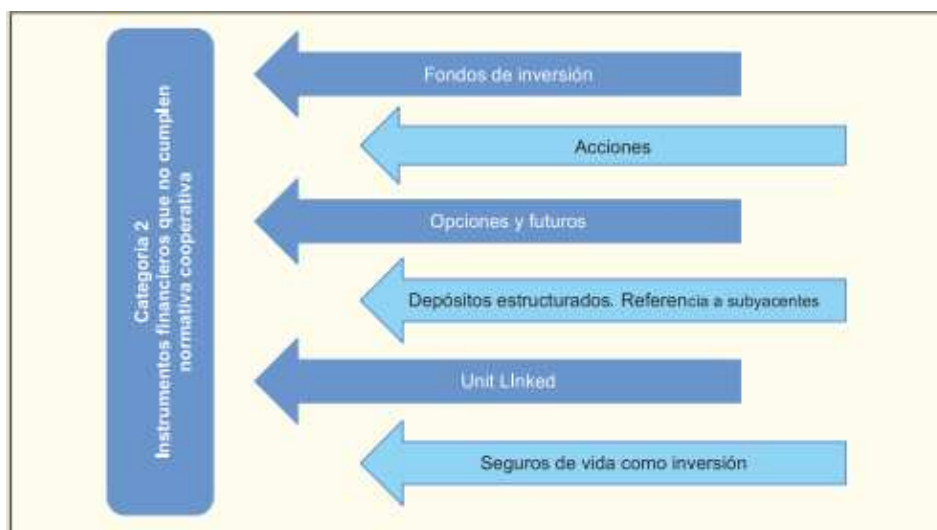 Categoria 2
Instrumentos financieros que no cumplen
normativa cooperativa
Fondos de inversión
Acciones
Opciones y futuros
Depósitos estructurados. Referencia a subyacentes
Unit LInked
Seguros de vida como inversión